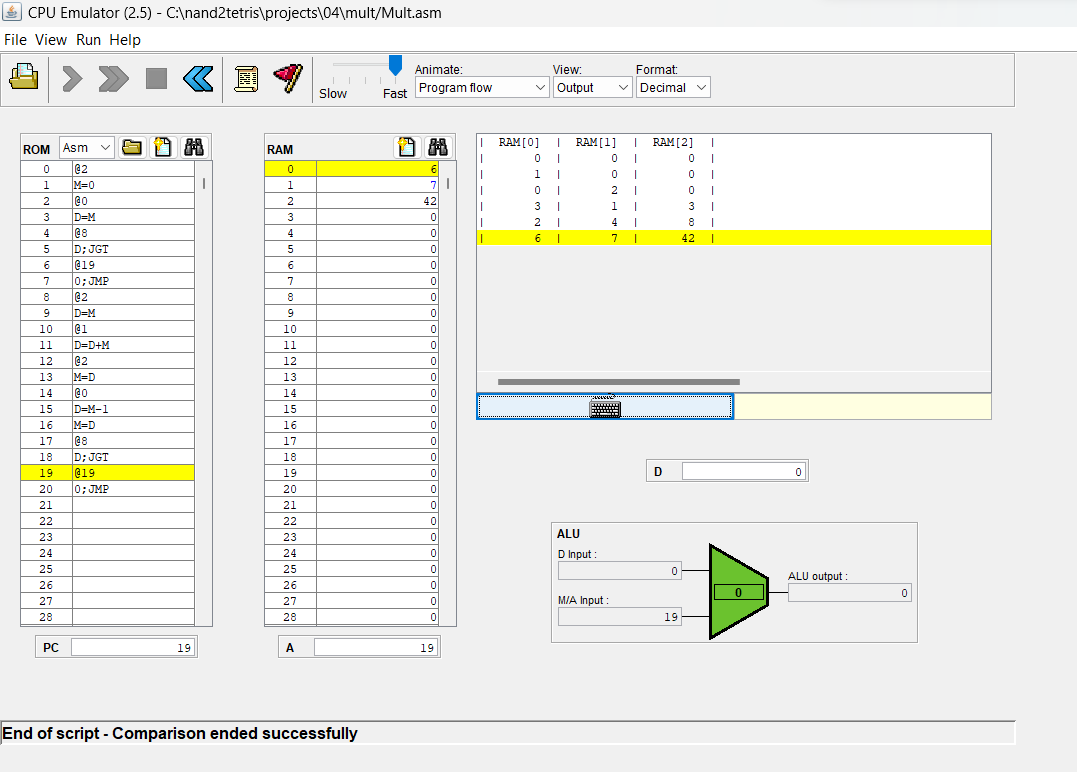 CPU Emulator (2.5) - C:\nand2tetris\projects\04\mult/Mult.asm
File View Run Help
Slow Fast
Animate: View: Format:
Program flow Output Decimal
ROM Asm
0 @2
1 M=0
2 @0
3 D=M
4 @8
5 D;JGT
6 @19
7 0;JMP
8 @2
9 D=M
10 @1
11 D=D+M
12 @2
13 M=D
14 @0
15 D=M-1
16 M=D
17 @8
18 D;JGT
19 @19
20 0;JMP
21
22
23
24
25
26
27
28
PC 19
RAM
0 6
1 7
2 42
3 0
4 0
5 0
6 0
7 0
8 0
9 0
10 0
11 0
12 0
13 0
14 0
15 0
16 0
17 0
18 0
19 0
20 0
21 0
22 0
23 0
24 0
25 0
26 0
27 0
28 0
A 19
| RAM[0] | RAM[1] | RAM[2] |
| 0 | 0 | 0 |
| 1 | 0 | 0 |
| 0 | 2 | 0 |
| 3 | 1 | 3 |
| 2 | 4 | 8 |
| 6 | 7 | 42 |
D 0
ALU
D Input :
0
M/A Input :
19
0
ALU output :
0
End of script - Comparison ended successfully